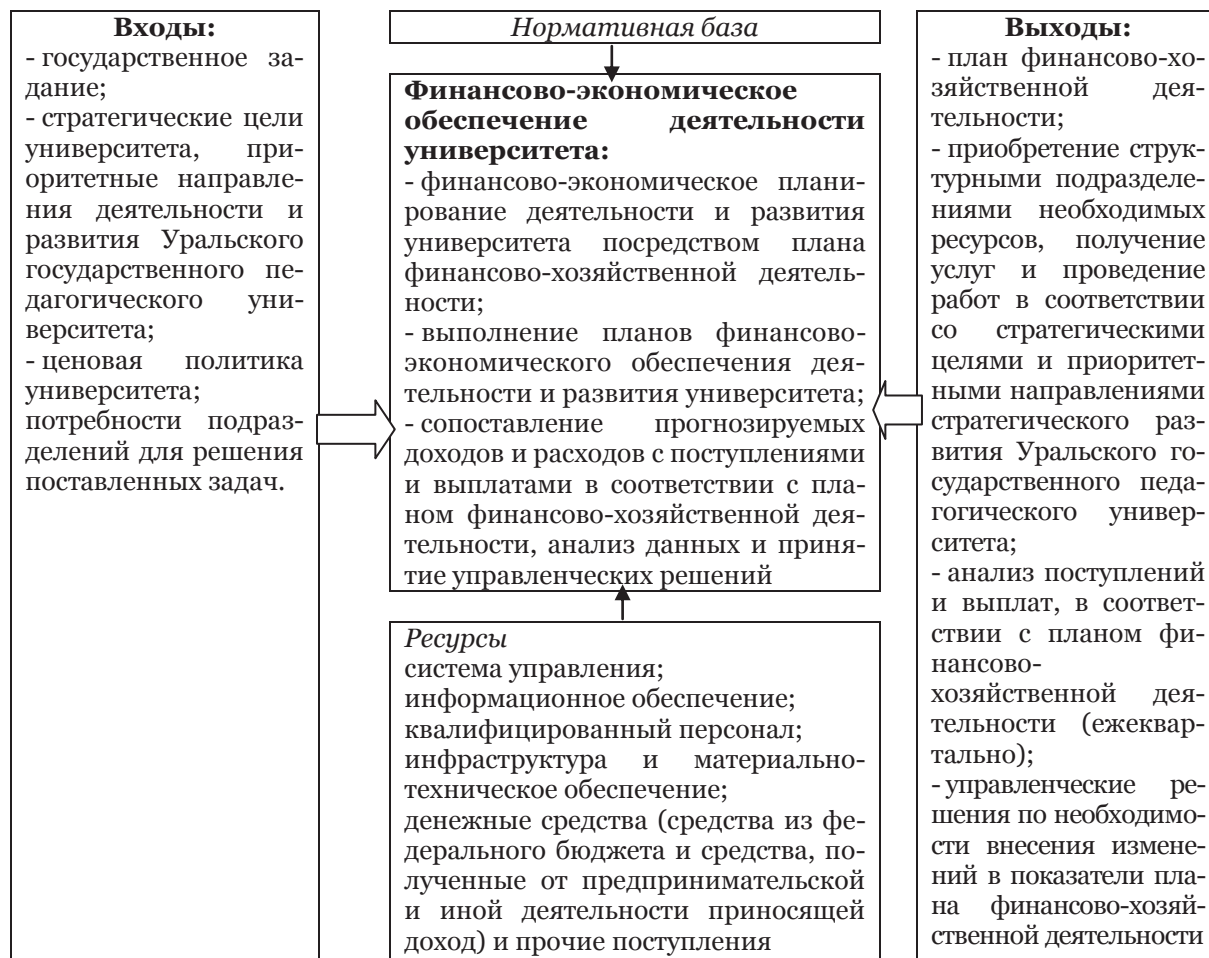 Входы:
- государственное за-
дание;
- стратегические цели
университета, при-
оритетные направле-
ния деятельности и
развития Уральского
государственного пе-
дагогического уни-
верситета;
- ценовая политика
университета;
потребности подраз-
делений для решения
поставленных задач.
Нормативная база
Финансово-экономическое
обеспечение деятельности
университета:
- финансово-экономическое плани-
рование деятельности и развития
университета посредством плана
финансово-хозяйственной деятель-
ности;
- выполнение планов финансово-
экономического обеспечения дея-
тельности и развития университета;
- сопоставление прогнозируемых
доходов и расходов с поступлениями
и выплатами в соответствии с пла-
ном финансово-хозяйственной дея-
тельности, анализ данных и приня-
тие управленческих решений
Ресурсы
система управления;
информационное обеспечение;
квалифицированный персонал;
инфраструктура и материально-
техническое обеспечение;
денежные средства (средства из фе-
дерального бюджета и средства, по-
лученные от предпринимательской
и иной деятельности приносящей
доход) и прочие поступления
Выходы:
- план финансово-хо-
зяйственной дея-
тельности;
- приобретение струк-
турными подразделе-
ниями необходимых
ресурсов, получение
услуг и проведение
работ в соответствии
со стратегическими
целями и приоритет-
ными направлениями
стратегического раз-
вития Уральского го-
сударственного педа-
гогического универ-
ситета;
- анализ поступлений
и выплат, в соответ-
ствии с планом фи-
нансово-
хозяйственной дея-
тельности (ежеквар-
тально);
- управленческие ре-
шения по необходимо-
сти внесения измене-
ний в показатели пла-
на финансово-хозяй-
ственной деятельности